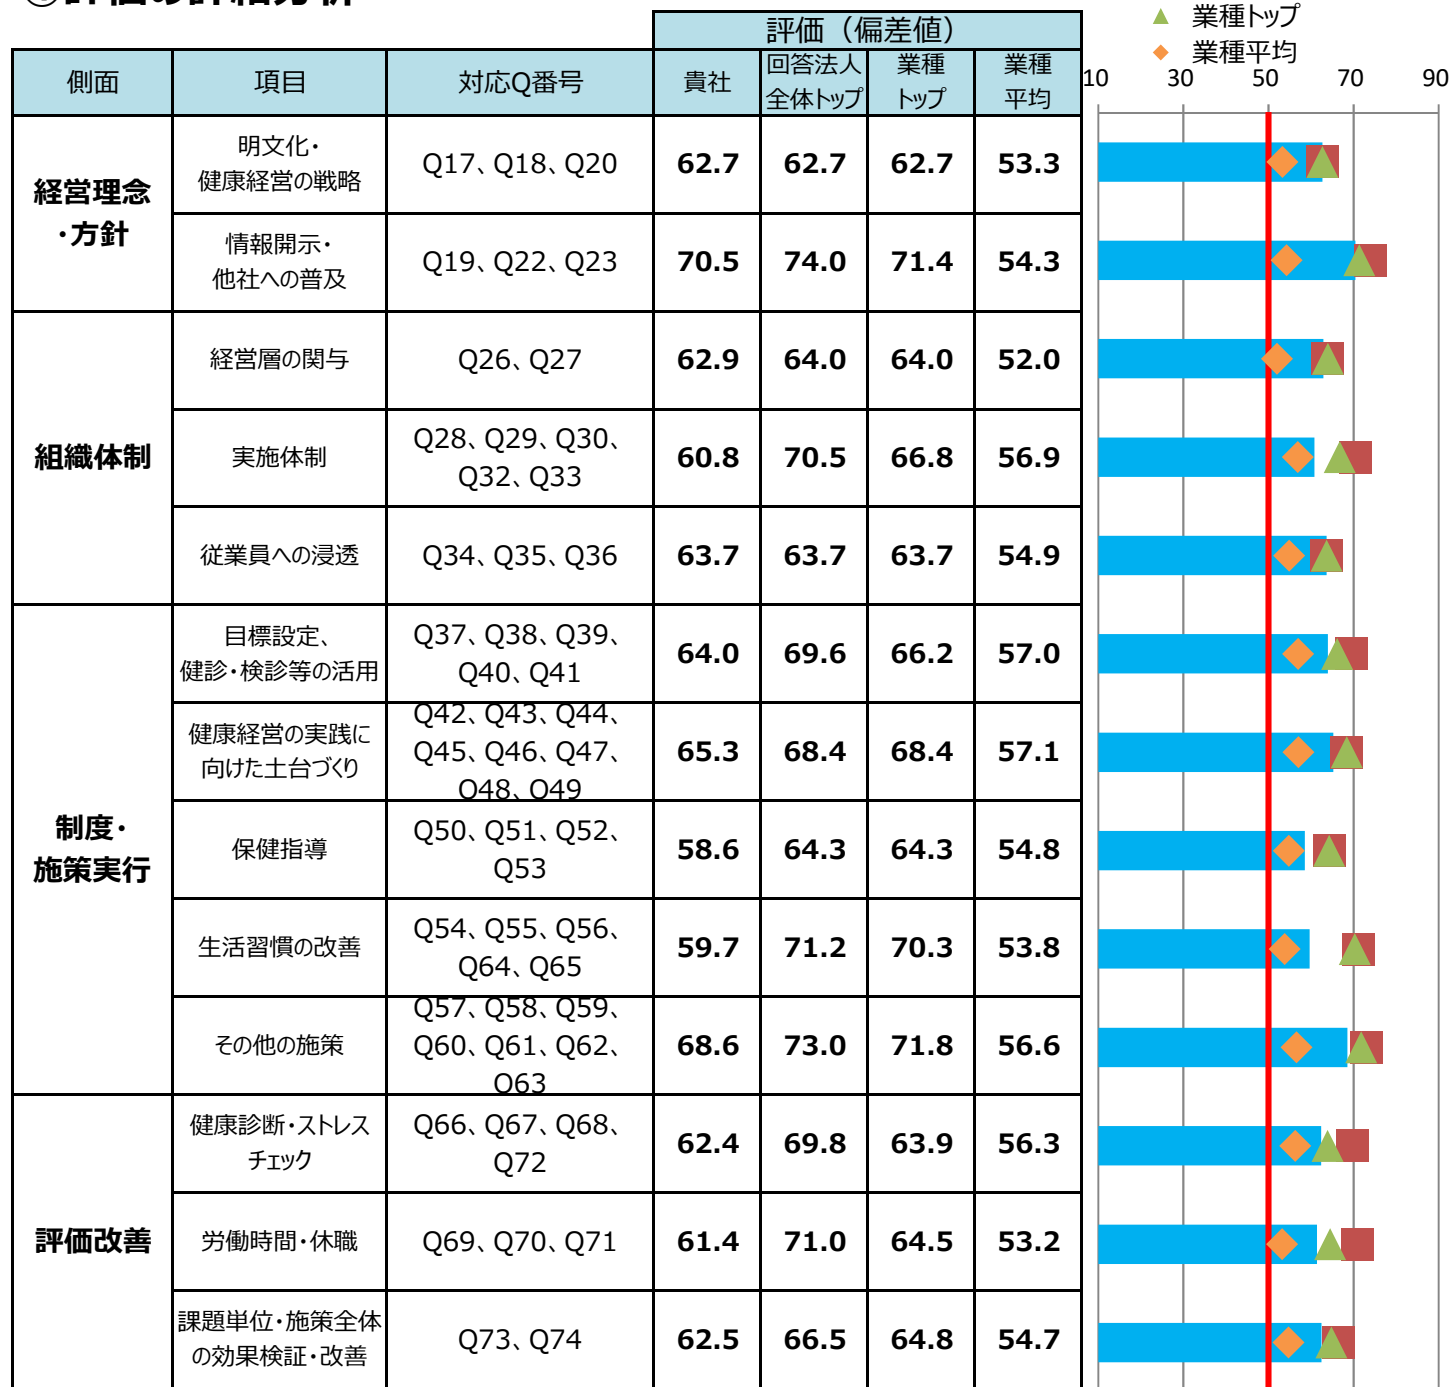 ①評価の詳細分析
▲ 業種トップ
◆ 業種平均
評価（偏差値）
側面 項目 対応Q番号 貴社 回答法人全体トップ 業種トップ 業種平均
10 30 50 70 90
経営理念・方針
明文化・健康経営の戦略 Q17、Q18、Q20 62.7 62.7 62.7 53.3
情報開示・他社への普及 Q19、Q22、Q23 70.5 74.0 71.4 54.3
組織体制
経営層の関与 Q26、Q27 62.9 64.0 64.0 52.0
実施体制 Q28、Q29、Q30、Q32、Q33 60.8 70.5 66.8 56.9
従業員への浸透 Q34、Q35、Q36 63.7 63.7 63.7 54.9
制度・施策実行
目標設定、健診・検診等の活用 Q37、Q38、Q39、Q40、Q41 64.0 69.6 66.2 57.0
健康経営の実践に向けた土台づくり Q42、Q43、Q44、Q45、Q46、Q47、Q48、Q49 65.3 68.4 68.4 57.1
保健指導 Q50、Q51、Q52、Q53 58.6 64.3 64.3 54.8
生活習慣の改善 Q54、Q55、Q56、Q64、Q65 59.7 71.2 70.3 53.8
その他の施策 Q57、Q58、Q59、Q60、Q61、Q62、Q63 68.6 73.0 71.8 56.6
評価改善
健康診断・ストレスチェック Q66、Q67、Q68、Q72 62.4 69.8 63.9 56.3
労働時間・休職 Q69、Q70、Q71 61.4 71.0 64.5 53.2
課題単位・施策全体の効果検証・改善 Q73、Q74 62.5 66.5 64.8 54.7